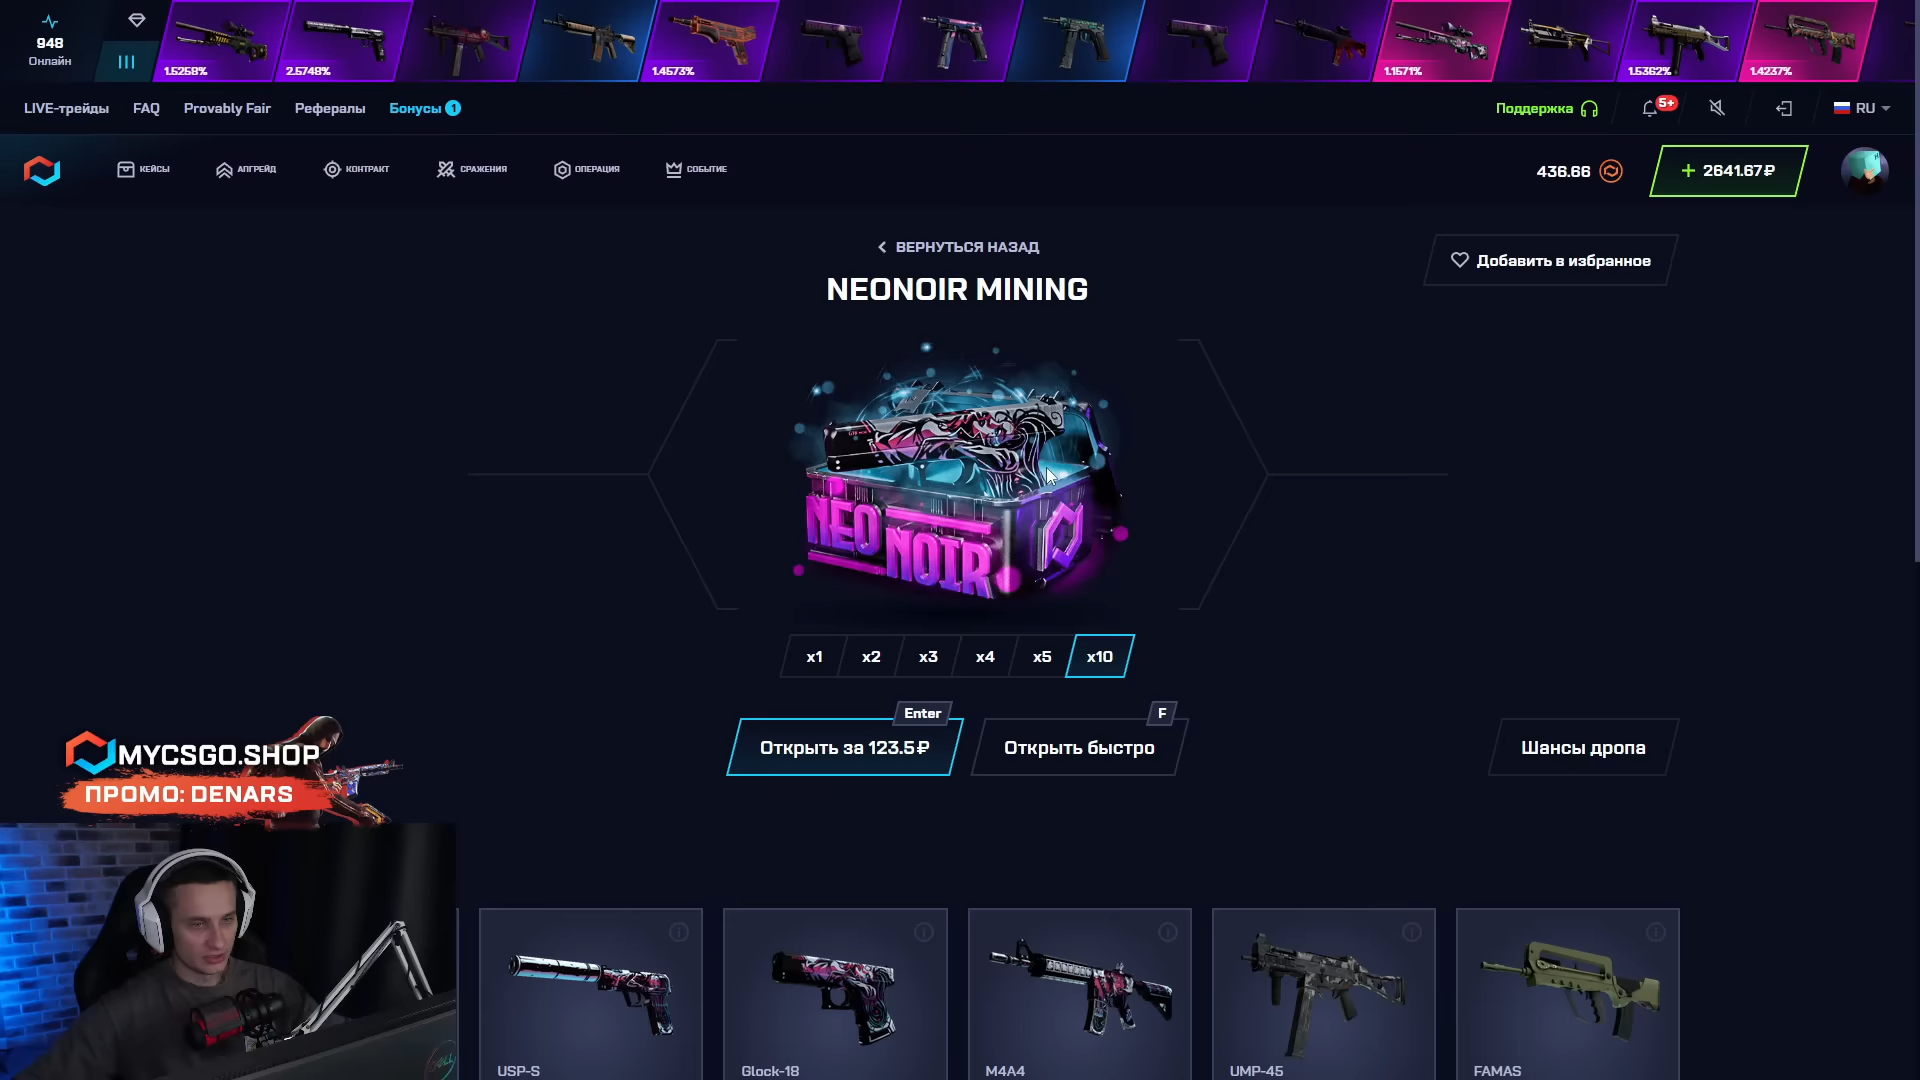 948
Онлайн
1.5258%
2.5748%
1.4573%
1.1571%
1.5362%
1.4237%
LIVE-трейды
FAQ
Provably Fair
Рефералы
Бонусы 1
Поддержка
5+
RU
КЕЙСЫ
АПГРЕЙД
КОНТРАКТ
СРАЖЕНИЯ
ОПЕРАЦИЯ
СОБЫТИЕ
436.66
+ 2641.67₽
ВЕРНУТЬСЯ НАЗАД
Добавить в избранное
NEONOIR MINING
NEO
NOIR
x1
x2
x3
x4
x5
x10
Enter
F
Открыть за 123.5₽
Открыть быстро
Шансы дропа
MYCSGO.SHOP
ПРОМО: DENARS
USP-S
Glock-18
M4A4
UMP-45
FAMAS